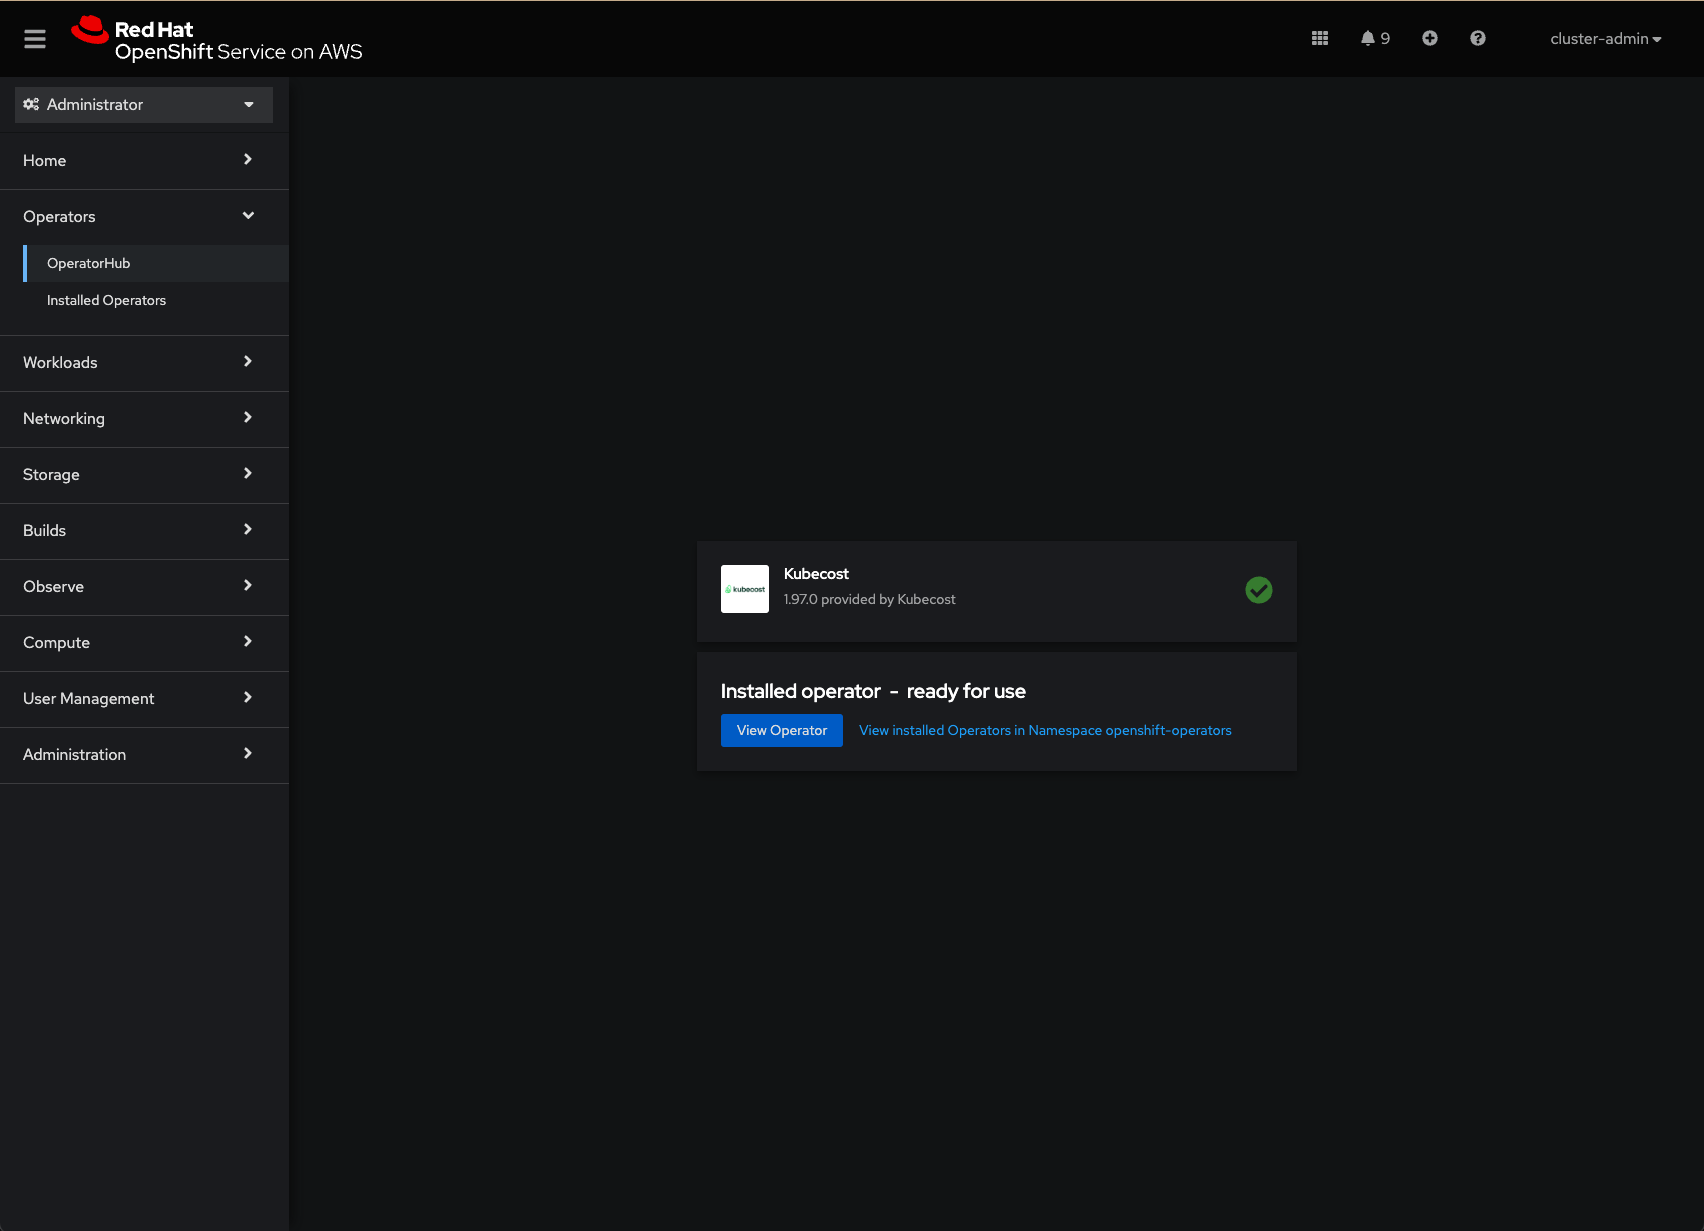 Red Hat
OpenShift Service on AWS
9
cluster-admin
Administrator
Home
Operators
OperatorHub
Installed Operators
Workloads
Networking
Storage
Builds
Observe
Compute
User Management
Administration
kubecost
Kubecost
1.97.0 provided by Kubecost
Installed operator - ready for use
View Operator
View installed Operators in Namespace openshift-operators